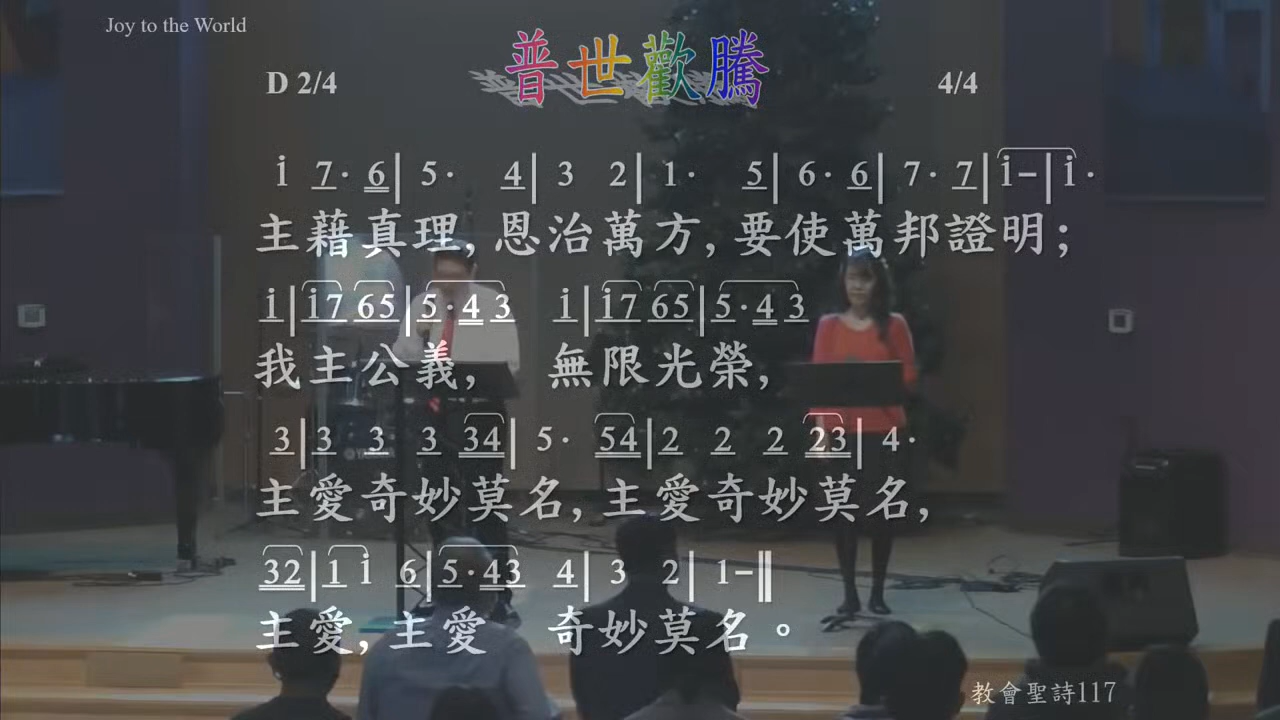 Joy to the World
普世歡騰
D 2/4
4/4
i 7· 6| 5· 4| 3 2| 1· 5| 6· 6| 7· 7| i-| i·
主藉真理, 恩治萬方, 要使萬邦證明;
i| i7 65| 5·4 3 i| i7 65| 5·4 3
我主公義, 無限光榮,
3| 3 3 3 34| 5· 54| 2 2 2 23| 4·
主愛奇妙莫名, 主愛奇妙莫名,
32| 1 i 6| 5·43 4| 3 2| 1-‖
主愛, 主愛 奇妙莫名。
教會聖詩117